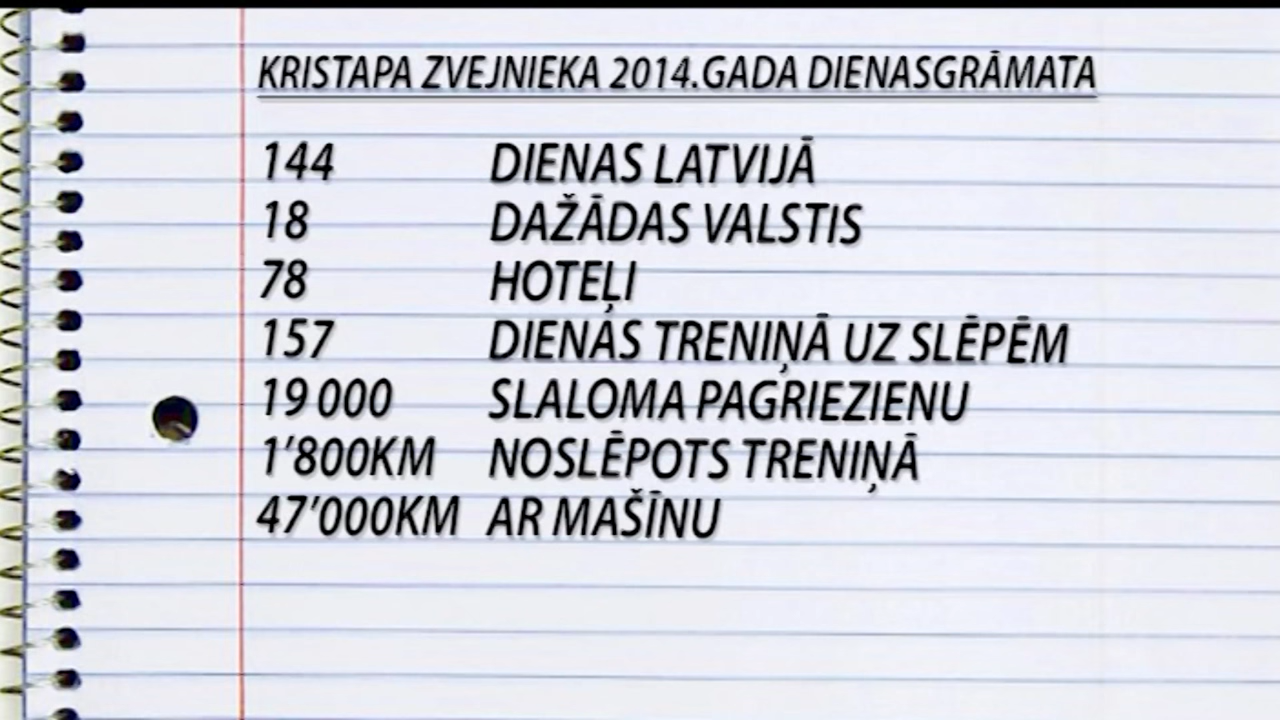 KRISTAPA ZVEJNIEKA 2014.GADA DIENASGRĀMATA
144 DIENAS LATVIJĀ
18 DAŽĀDAS VALSTIS
78 HOTEĻI
157 DIENAS TRENIŅĀ UZ SLĒPĒM
19 000 SLALOMA PAGRIEZIENU
1’800KM NOSLĒPOTS TRENIŅĀ
47’000KM AR MAŠĪNU